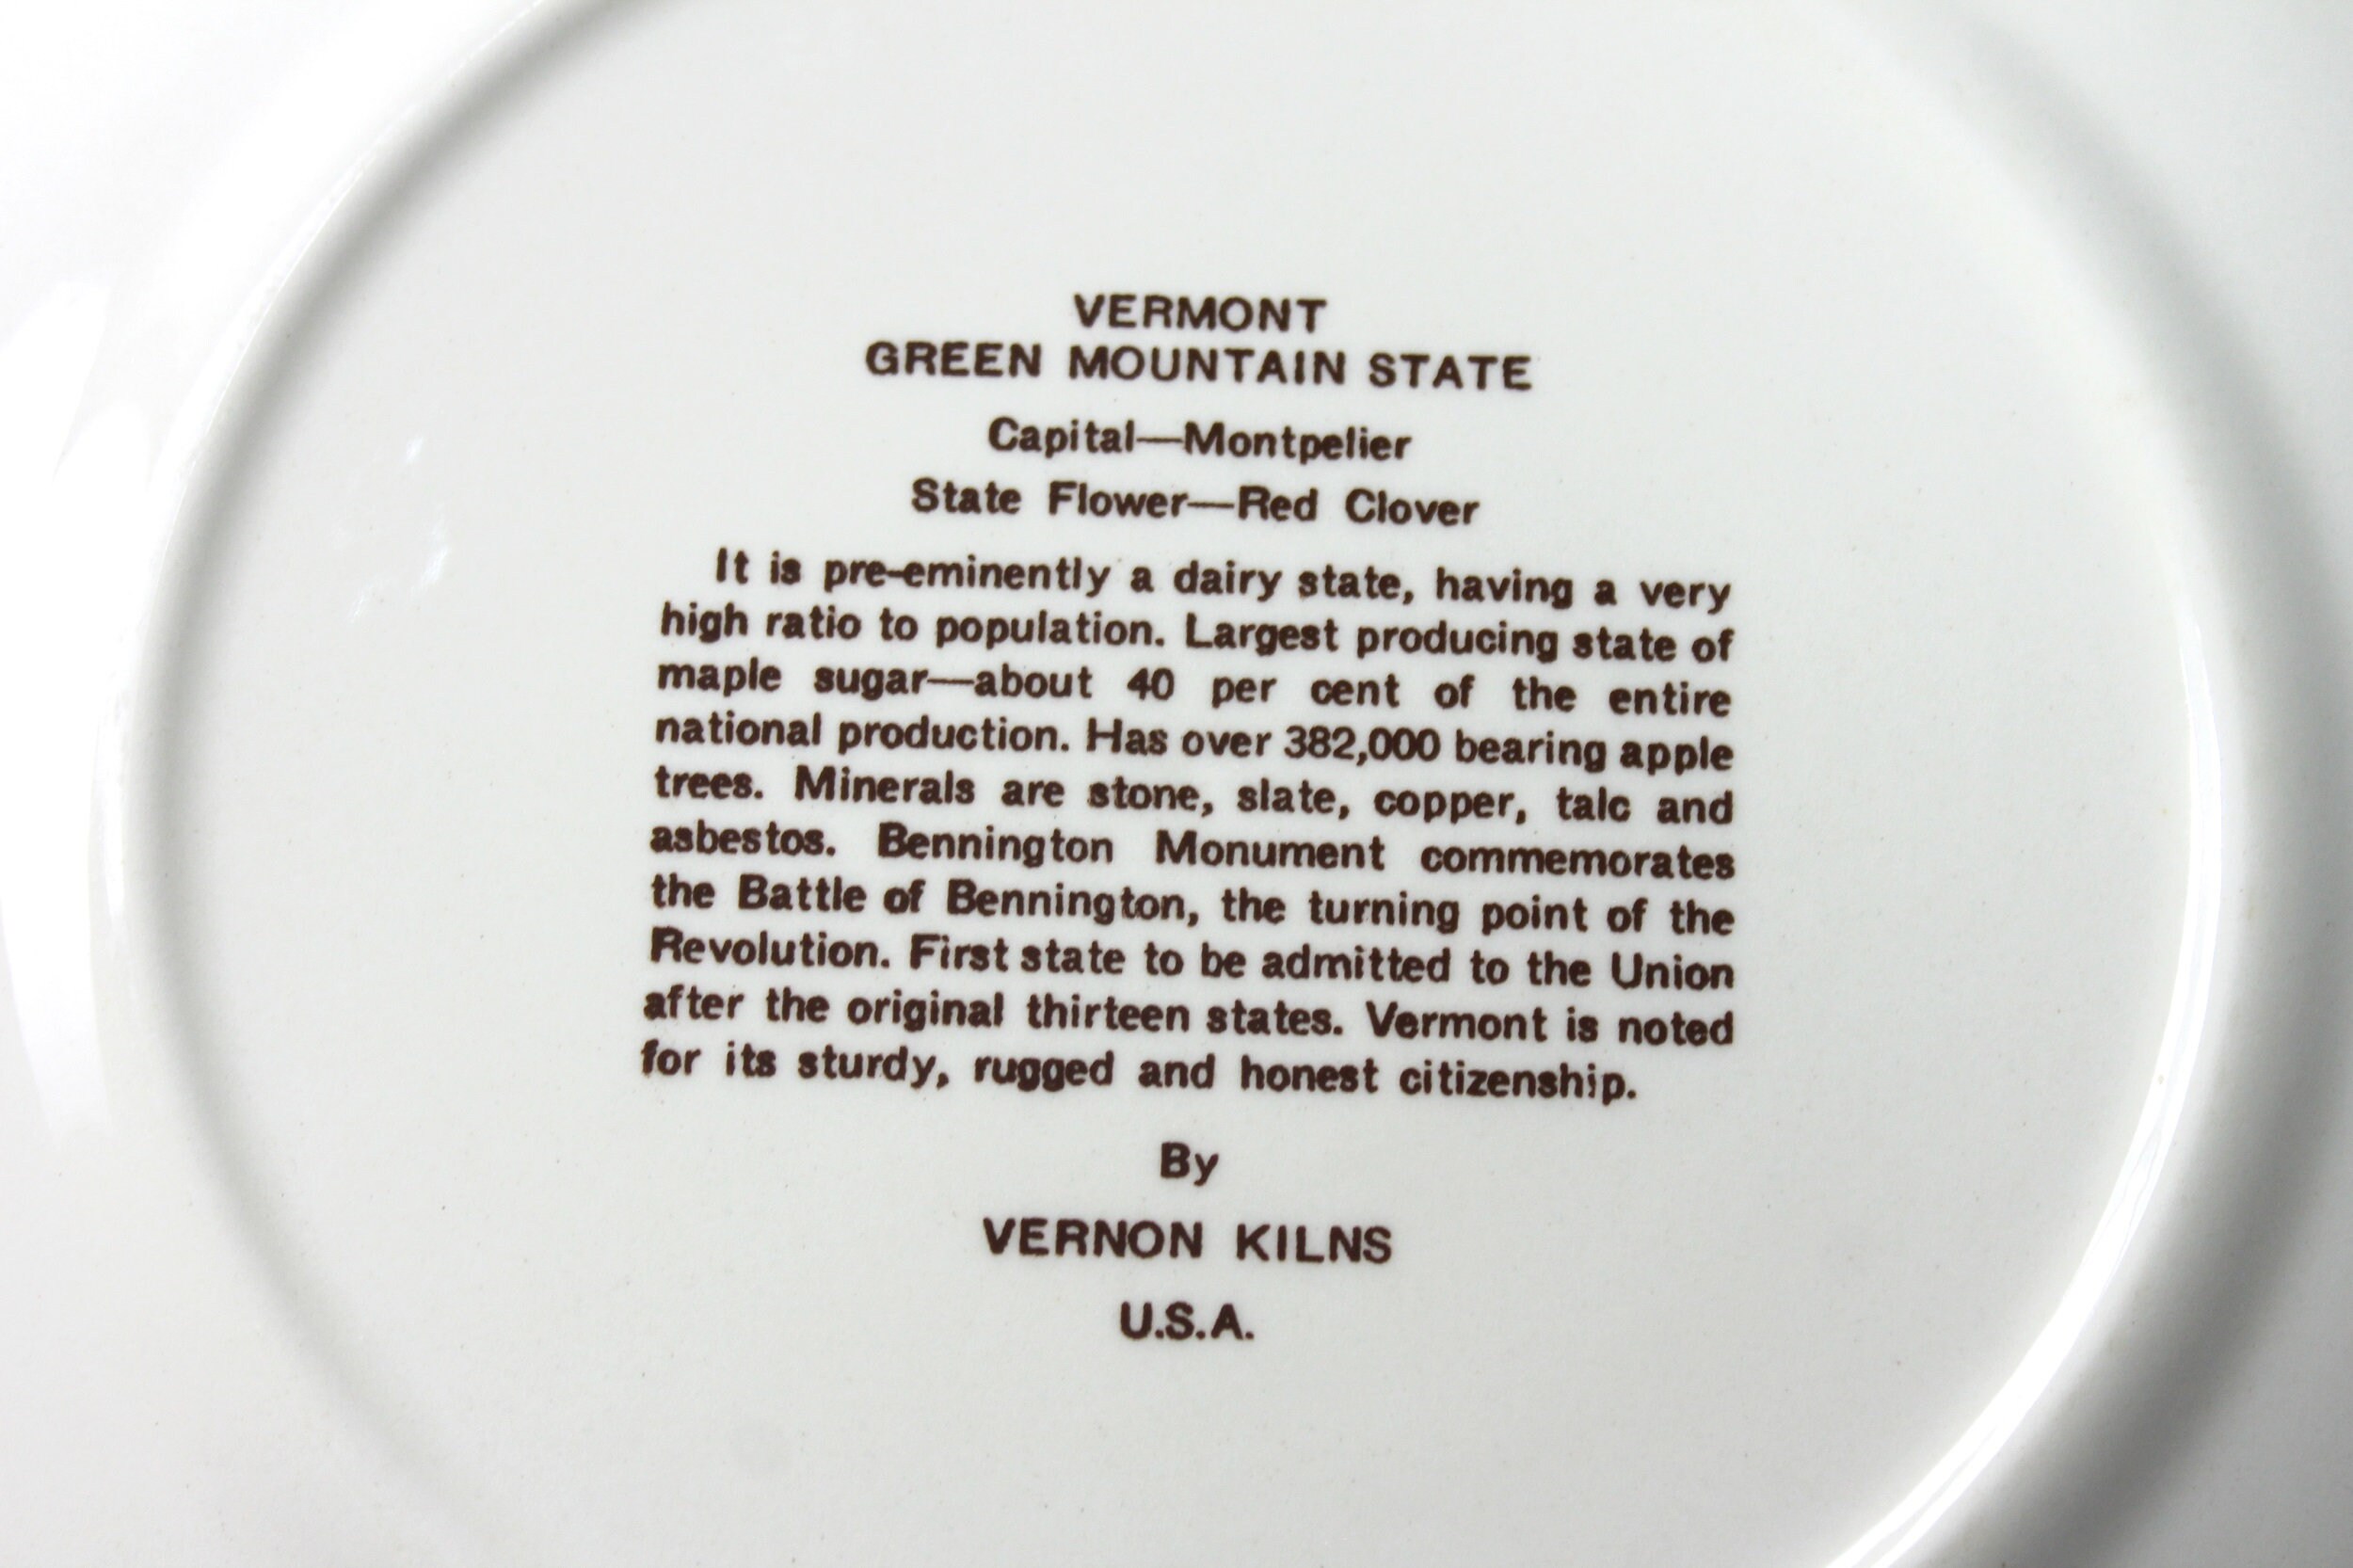 VERMONT
GREEN MOUNTAIN STATE
Capital—Montpelier
State Flower—Red Clover
It is pre-eminently a dairy state, having a very
high ratio to population. Largest producing state of
maple sugar—about 40 per cent of the entire
national production. Has over 382,000 bearing apple
trees. Minerals are stone, slate, copper, talc and
asbestos. Bennington Monument commemorates
the Battle of Bennington, the turning point of the
Revolution. First state to be admitted to the Union
after the original thirteen states. Vermont is noted
for its sturdy, rugged and honest citizenship.
By
VERNON KILNS
U.S.A.